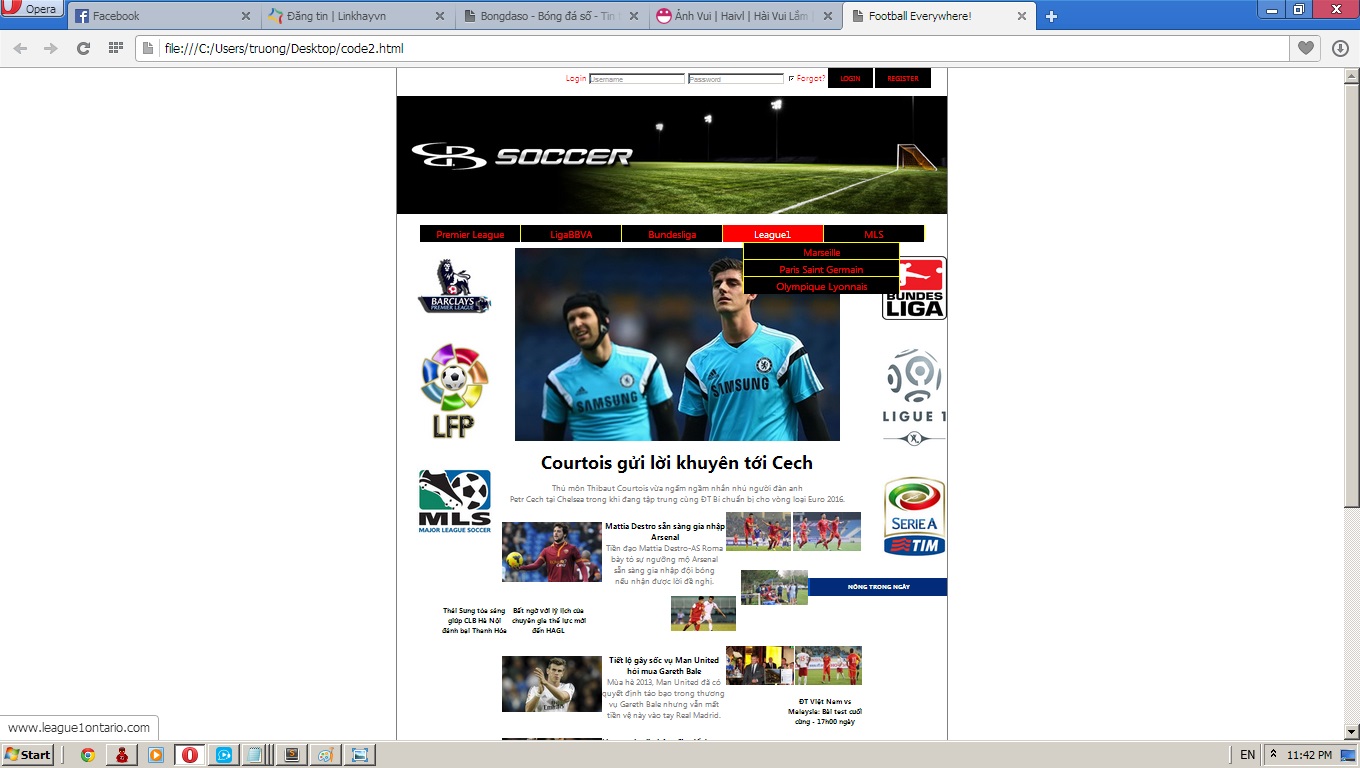 Opera
Facebook
Đăng tin | Linkhayvn
Bongdaso - Bóng đá số - Tin
Ảnh Vui | Haivl | Hài Vui Lắm
Football Everywhere!
file:///C:/Users/truong/Desktop/code2.html
Login Username Password Forgot? LOGIN REGISTER
SOCCER
Premier League LigaBBVA Bundesliga League1 MLS
Marseille
Paris Saint Germain
Olympique Lyonnais
BARCLAYS
PREMIER LEAGUE
BUNDES
LIGA
SAMSUNG
SAMSUNG
LFP
LIGUE 1
Courtois gửi lời khuyên tới Cech
Thủ môn Thibaut Courtois vừa ngấm ngầm nhắn nhủ người đàn anh
Petr Cech tại Chelsea trong khi đang tập trung cùng ĐT Bỉ chuẩn bị cho vòng loại Euro 2016.
MLS
MAJOR LEAGUE SOCCER
SERIE A
TIM
Mattia Destro sẵn sàng gia nhập
Arsenal
Tiền đạo Mattia Destro-AS Roma
bày tỏ sự ngưỡng mộ Arsenal
sẵn sàng gia nhập đội bóng
nếu nhận được lời đề nghị.
NÓNG TRONG NGÀY
Thái Sung tỏa sáng
giúp CLB Hà Nội
đánh bại Thanh Hóa
Bất ngờ với lý lịch của
chuyên gia thể lực mới
đến HAGL
Tiết lộ gây sốc vụ Man United
hỏi mua Gareth Bale
Mùa hè 2013, Man United đã có
quyết định táo bạo trong thương
vụ Gareth Bale nhưng vẫn mất
tiền vệ này vào tay Real Madrid.
ĐT Việt Nam vs
Malaysia: Bài test cuối
cùng - 17h00 ngày
www.league1ontario.com
Start
EN
11:42 PM